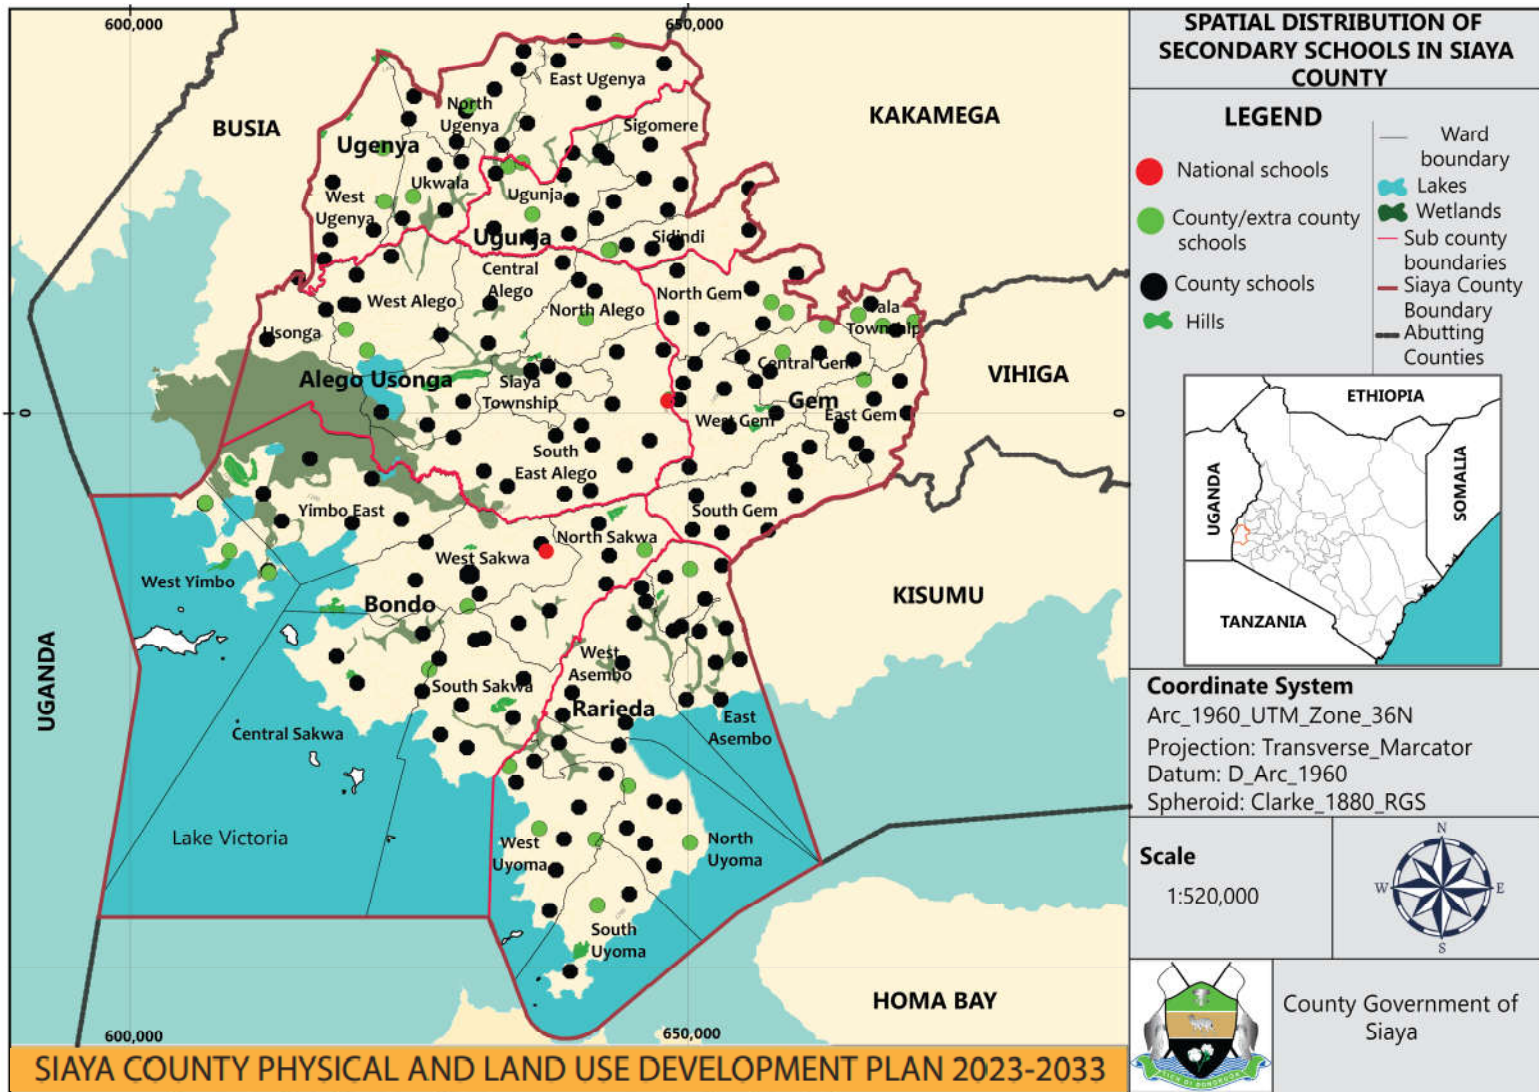 600,000
650,000
BUSIA
KAKAMEGA
East Ugenya
North
Ugenya
Sigomere
Ugenya
Ukwala
Ugunja
West
Ugenya
Ugunja
Sidindi
Central
Alego
West Alego
North Alego
North Gem
Yala
Township
Usonga
Central Gem
VIHIGA
Alego Usonga
Siaya
Township
Gem
West Gem
East Gem
0
0
South
East Alego
Yimbo East
South Gem
North Sakwa
West Sakwa
West Yimbo
Bondo
KISUMU
UGANDA
West
Asembo
South Sakwa
Rarieda
East
Asembo
Central Sakwa
Lake Victoria
West
Uyoma
North
Uyoma
South
Uyoma
HOMA BAY
600,000
650,000
SIAYA COUNTY PHYSICAL AND LAND USE DEVELOPMENT PLAN 2023-2033
SPATIAL DISTRIBUTION OF
SECONDARY SCHOOLS IN SIAYA
COUNTY
LEGEND
National schools
County/extra county
schools
County schools
Hills
Ward
boundary
Lakes
Wetlands
Sub county
boundaries
Siaya County
Boundary
Abutting
Counties
ETHIOPIA
UGANDA
SOMALIA
TANZANIA
Coordinate System
Arc_1960_UTM_Zone_36N
Projection: Transverse_Marcator
Datum: D_Arc_1960
Spheroid: Clarke_1880_RGS
Scale
1:520,000
N
W
E
S
County Government of
Siaya